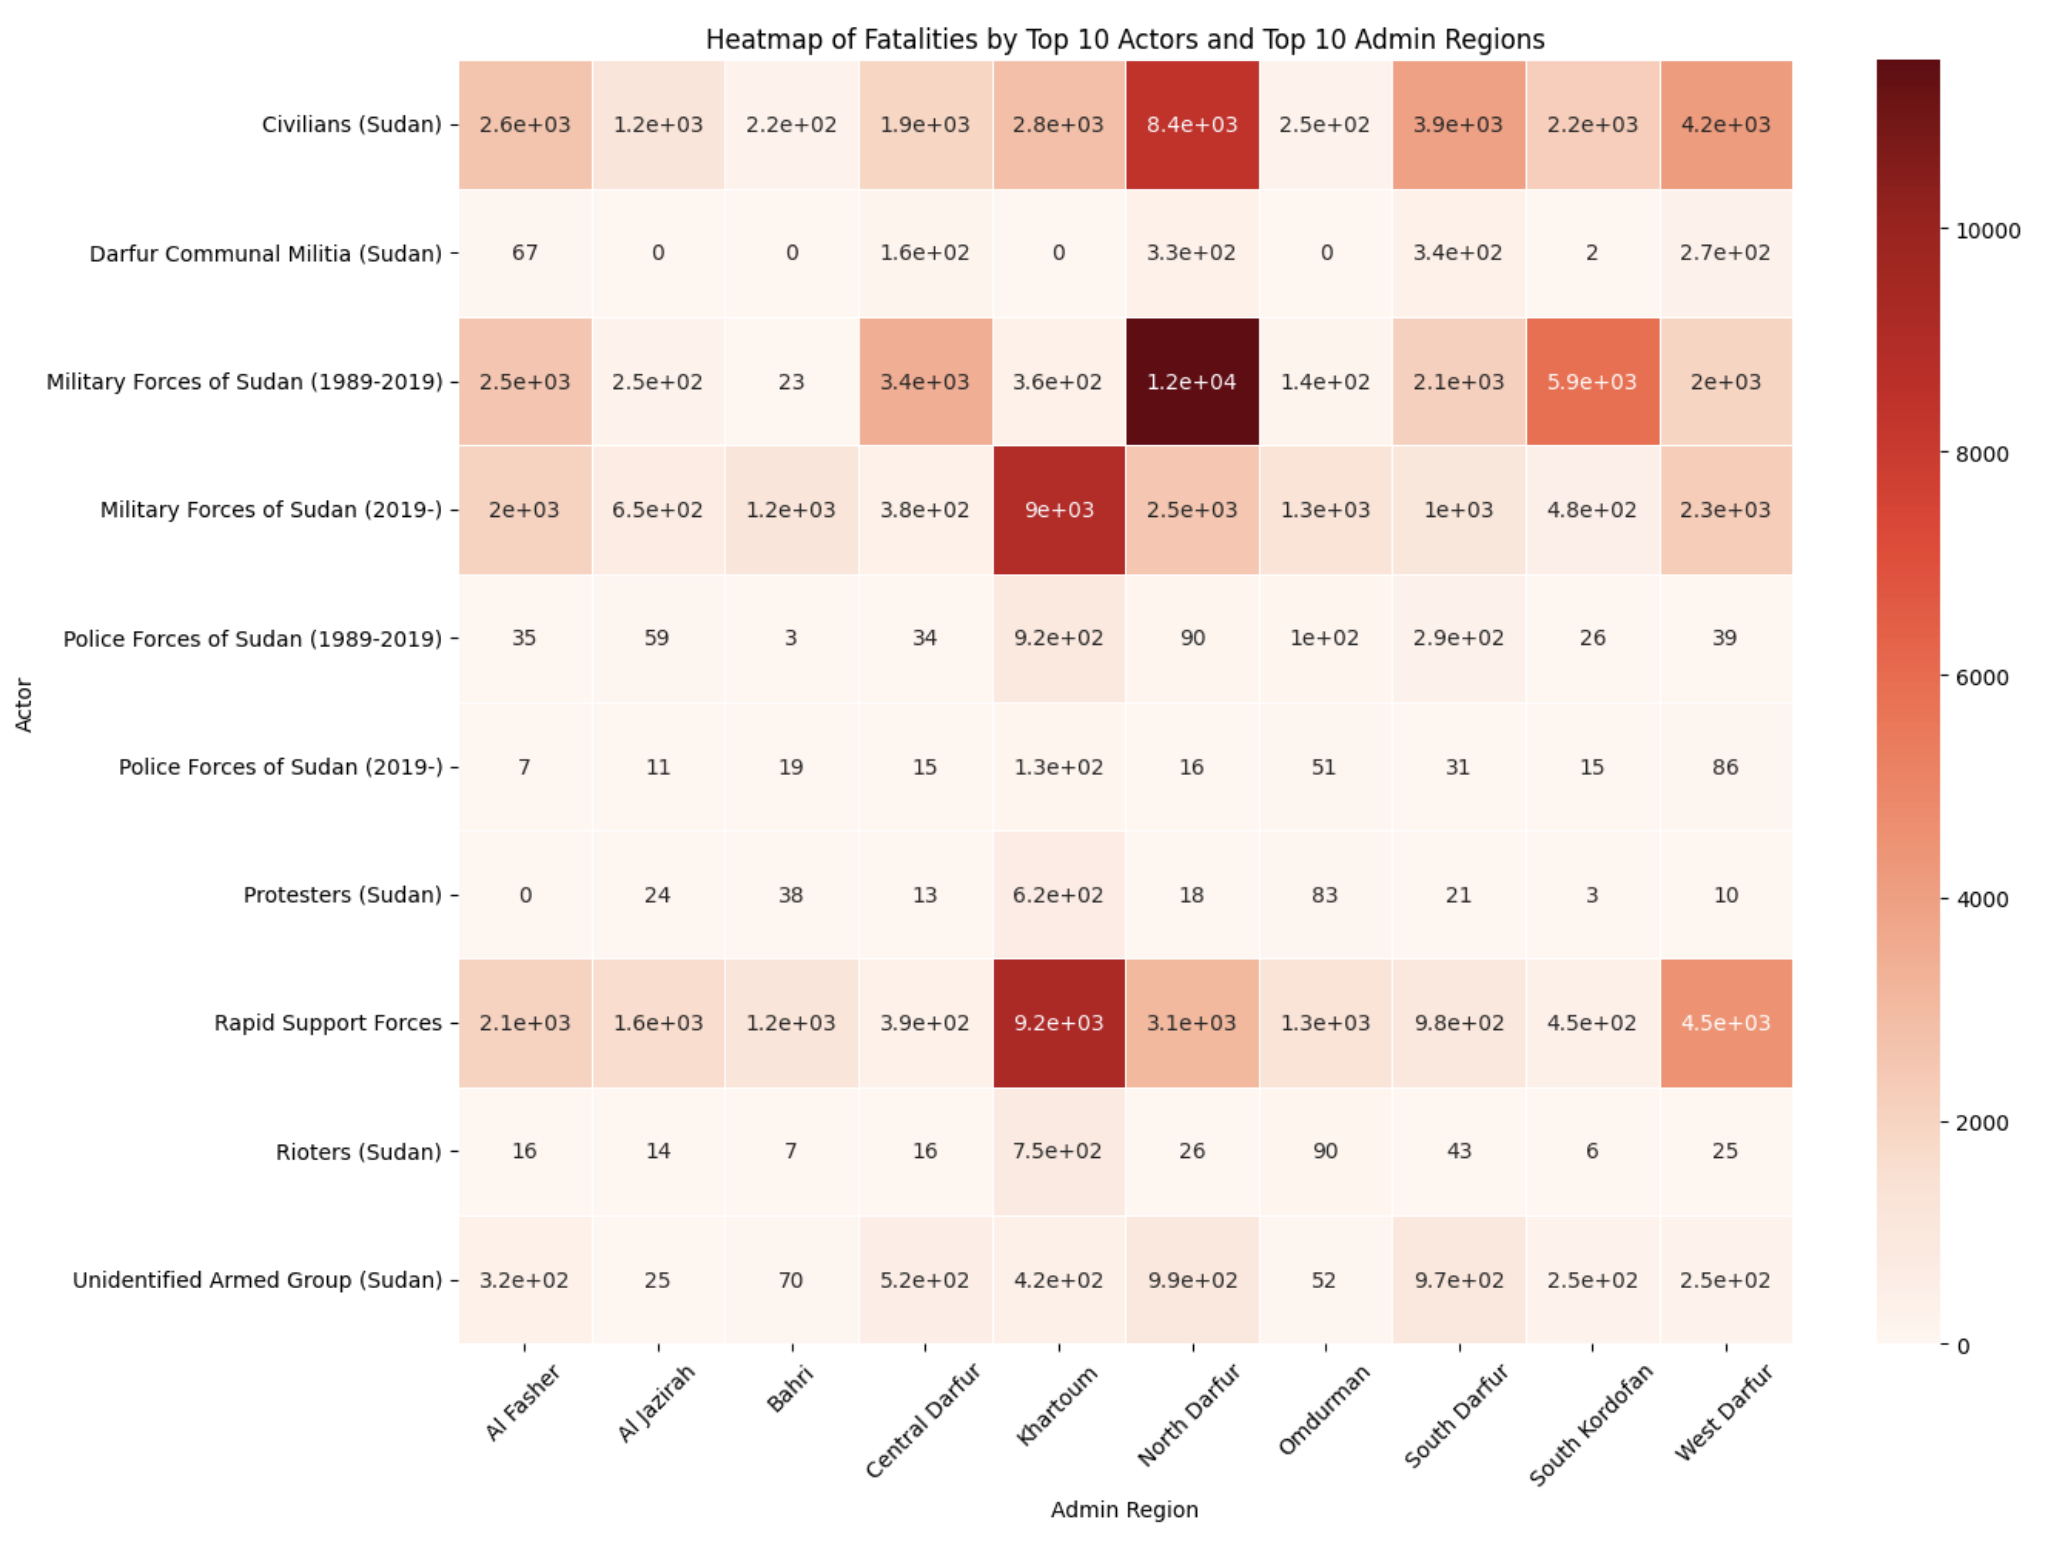 Heatmap of Fatalities by Top 10 Actors and Top 10 Admin Regions
Civilians (Sudan) 2.6e+03 1.2e+03 2.2e+02 1.9e+03 2.8e+03 8.4e+03 2.5e+02 3.9e+03 2.2e+03 4.2e+03
Darfur Communal Militia (Sudan) 67 0 0 1.6e+02 0 3.3e+02 0 3.4e+02 2 2.7e+02
Military Forces of Sudan (1989-2019) 2.5e+03 2.5e+02 23 3.4e+03 3.6e+02 1.2e+04 1.4e+02 2.1e+03 5.9e+03 2e+03
Military Forces of Sudan (2019-) 2e+03 6.5e+02 1.2e+03 3.8e+02 9e+03 2.5e+03 1.3e+03 1e+03 4.8e+02 2.3e+03
Police Forces of Sudan (1989-2019) 35 59 3 34 9.2e+02 90 1e+02 2.9e+02 26 39
Police Forces of Sudan (2019-) 7 11 19 15 1.3e+02 16 51 31 15 86
Protesters (Sudan) 0 24 38 13 6.2e+02 18 83 21 3 10
Rapid Support Forces 2.1e+03 1.6e+03 1.2e+03 3.9e+02 9.2e+03 3.1e+03 1.3e+03 9.8e+02 4.5e+02 4.5e+03
Rioters (Sudan) 16 14 7 16 7.5e+02 26 90 43 6 25
Unidentified Armed Group (Sudan) 3.2e+02 25 70 5.2e+02 4.2e+02 9.9e+02 52 9.7e+02 2.5e+02 2.5e+02
Actor
Al Fasher Al Jazirah Bahri Central Darfur Khartoum North Darfur Omdurman South Darfur South Kordofan West Darfur
Admin Region
10000
8000
6000
4000
2000
0